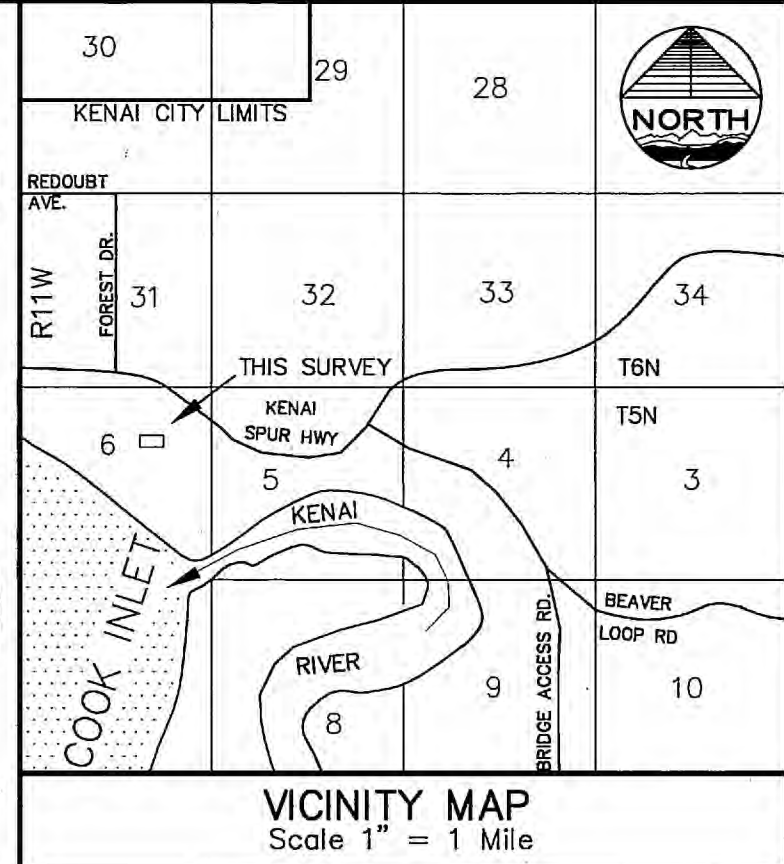 30
29
28
NORTH
KENAI CITY LIMITS
REDOUBT
AVE.
R11W
FOREST DR.
31
32
33
34
THIS SURVEY
T6N
KENAI
SPUR HWY
T5N
6
5
4
3
KENAI
COOK INLET
BEAVER
LOOP RD
RIVER
BRIDGE ACCESS RD.
9
10
8
VICINITY MAP
Scale 1" = 1 Mile